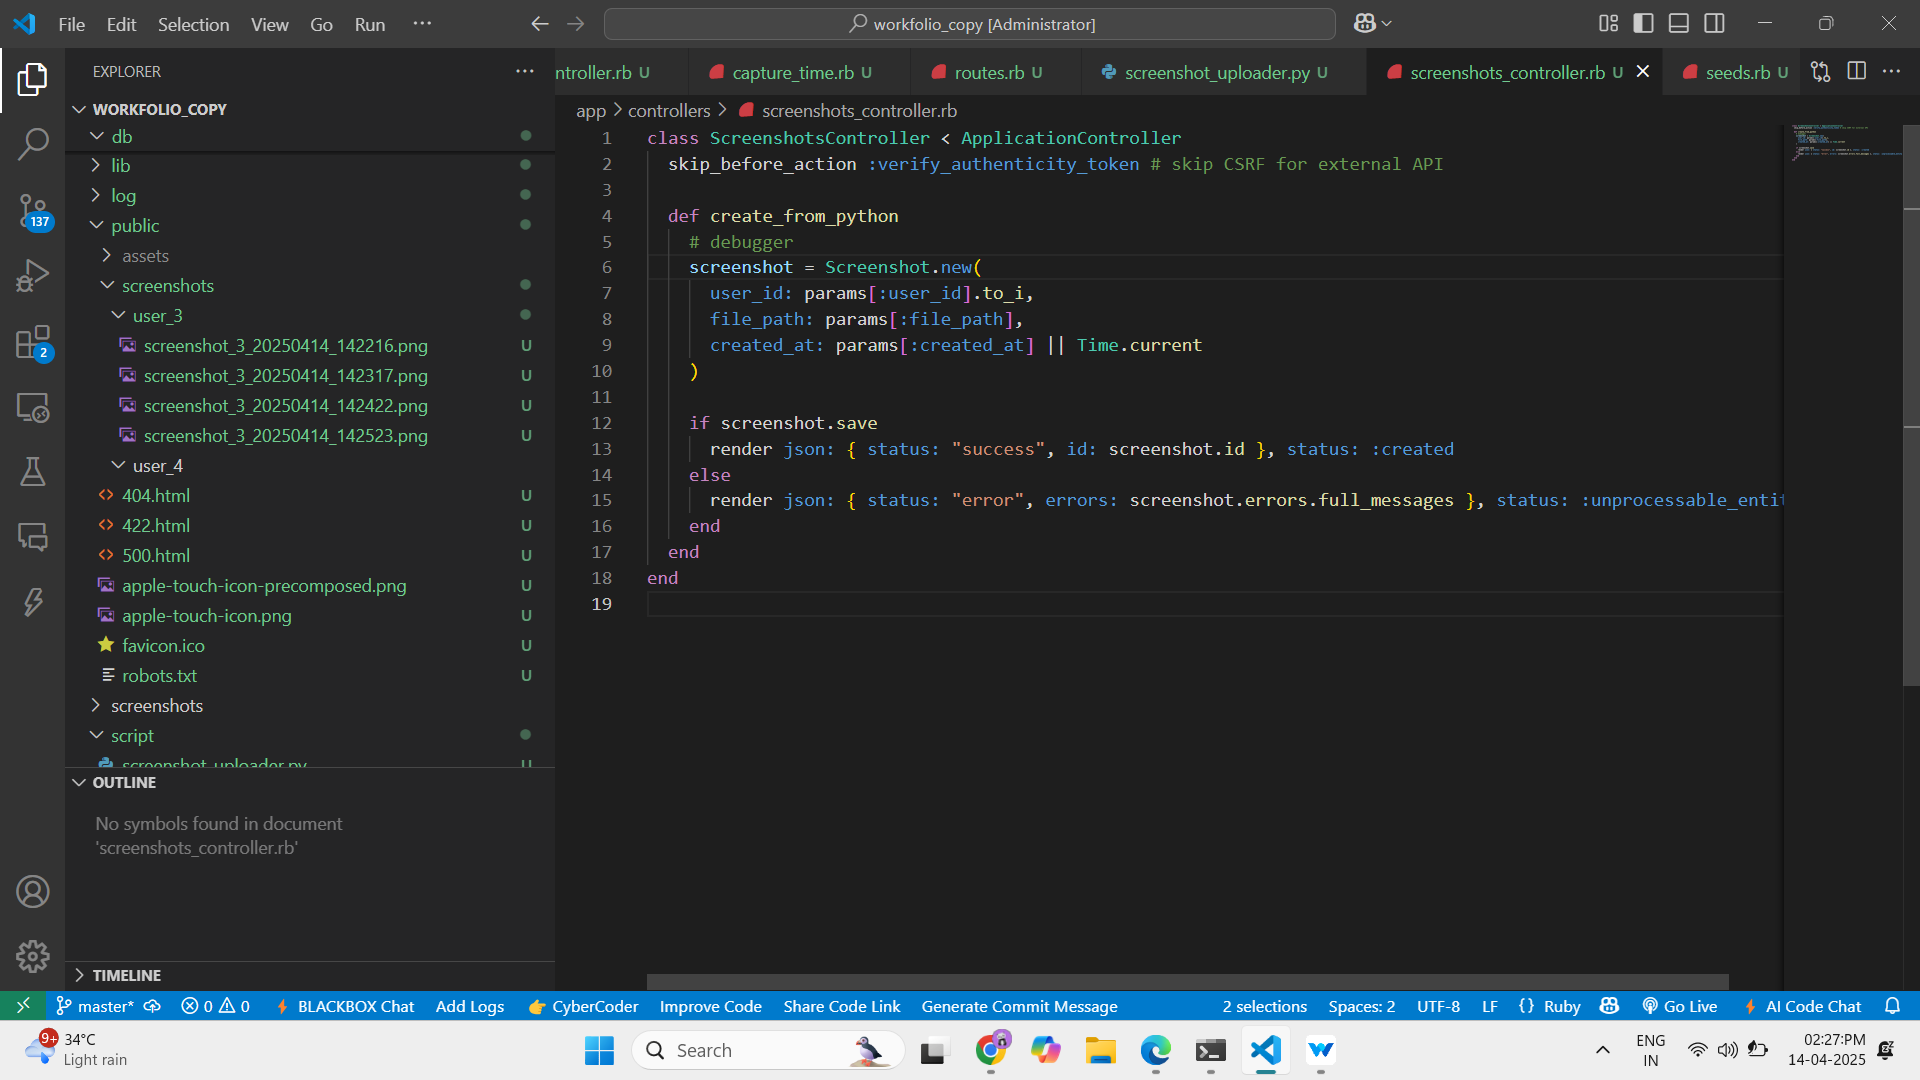 File Edit Selection View Go Run ···
workfolio_copy [Administrator]
EXPLORER
WORKFOLIO_COPY
db
lib
log
public
assets
screenshots
user_3
screenshot_3_20250414_142216.png U
screenshot_3_20250414_142317.png U
screenshot_3_20250414_142422.png U
screenshot_3_20250414_142523.png U
user_4
404.html U
422.html U
500.html U
apple-touch-icon-precomposed.png U
apple-touch-icon.png U
favicon.ico U
robots.txt U
screenshots
script
screenshot_uploader.py U
OUTLINE
No symbols found in document
'screenshots_controller.rb'
TIMELINE
137
2
ntroller.rb U capture_time.rb U routes.rb U screenshot_uploader.py U screenshots_controller.rb U seeds.rb U
app > controllers > screenshots_controller.rb
1 class ScreenshotsController < ApplicationController
2 skip_before_action :verify_authenticity_token # skip CSRF for external API
3
4 def create_from_python
5 # debugger
6 screenshot = Screenshot.new(
7 user_id: params[:user_id].to_i,
8 file_path: params[:file_path],
9 created_at: params[:created_at] || Time.current
10 )
11
12 if screenshot.save
13 render json: { status: "success", id: screenshot.id }, status: :created
14 else
15 render json: { status: "error", errors: screenshot.errors.full_messages }, status: :unprocessable_entit
16 end
17 end
18 end
19
master* 0 0 BLACKBOX Chat Add Logs CyberCoder Improve Code Share Code Link Generate Commit Message 2 selections Spaces: 2 UTF-8 LF {} Ruby Go Live AI Code Chat
9+ 34°C
Light rain
Search
ENG
IN
02:27:PM
14-04-2025